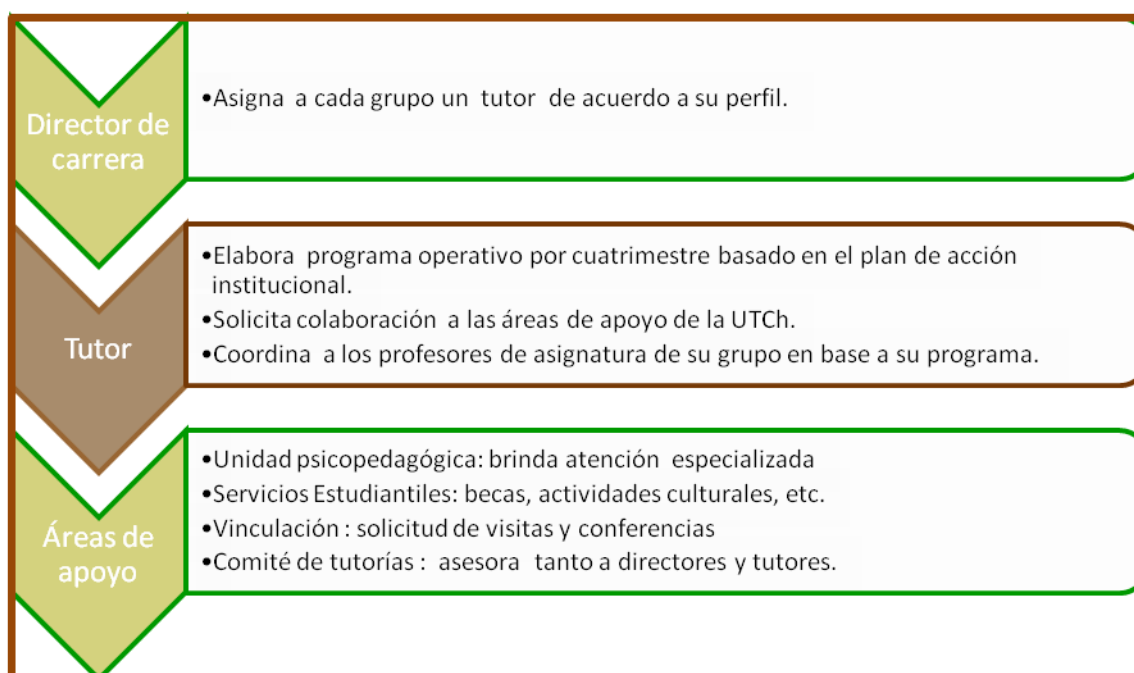 Director de
carrera
•Asigna a cada grupo un tutor de acuerdo a su perfil.
Tutor
•Elabora programa operativo por cuatrimestre basado en el plan de acción
institucional.
•Solicita colaboración a las áreas de apoyo de la UTCh.
•Coordina a los profesores de asignatura de su grupo en base a su programa.
Áreas de
apoyo
•Unidad psicopedagógica: brinda atención especializada
•Servicios Estudiantiles: becas, actividades culturales, etc.
•Vinculación : solicitud de visitas y conferencias
•Comité de tutorías : asesora tanto a directores y tutores.